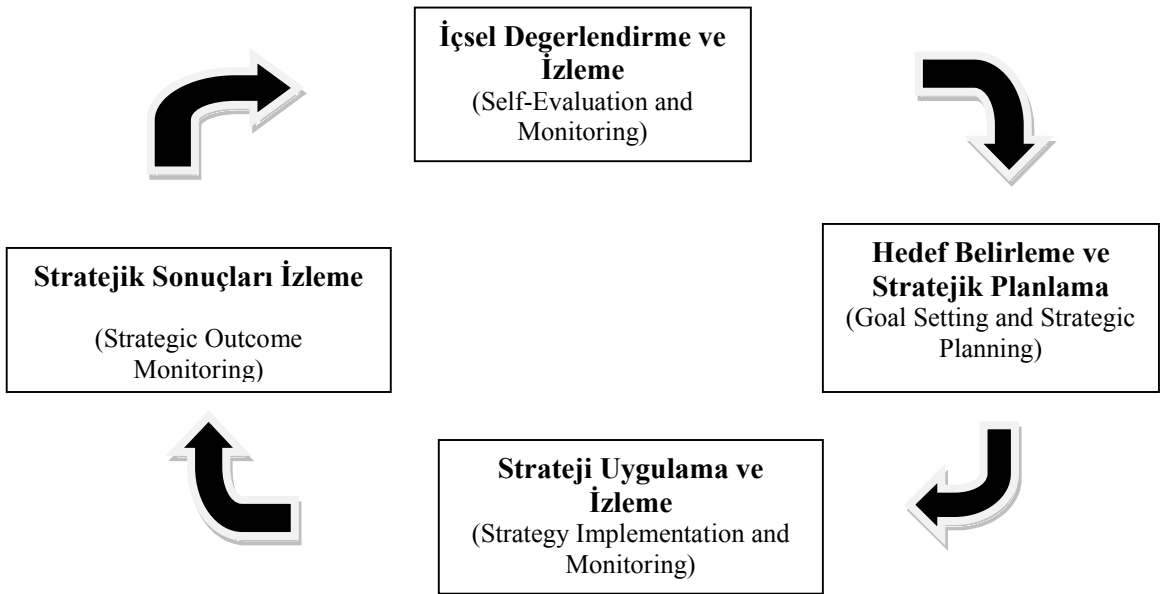 İçsel Degerlendirme ve
İzleme
(Self-Evaluation and
Monitoring)
Stratejik Sonuçları İzleme
(Strategic Outcome
Monitoring)
Hedef Belirleme ve
Stratejik Planlama
(Goal Setting and Strategic
Planning)
Strateji Uygulama ve
İzleme
(Strategy Implementation and
Monitoring)